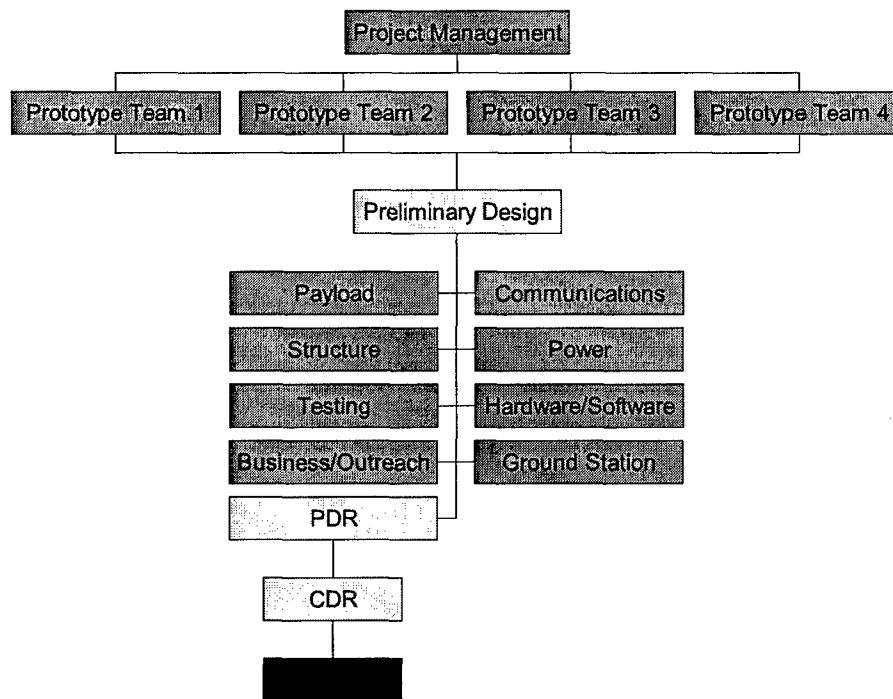 Project Management
Prototype Team 1 Prototype Team 2 Prototype Team 3 Prototype Team 4
Preliminary Design
Payload Communications
Structure Power
Testing Hardware/Software
Business/Outreach Ground Station
PDR
CDR